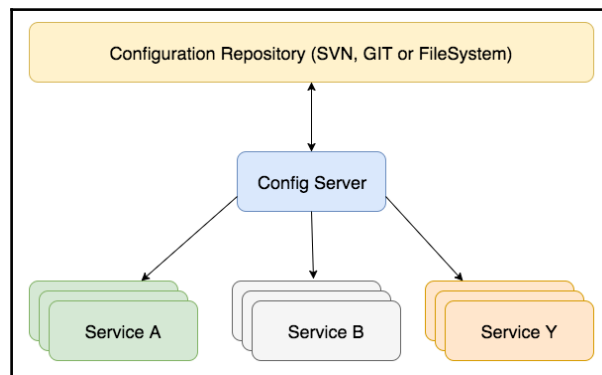 Configuration Repository (SVN, GIT or FileSystem)
Config Server
Service A
Service B
Service Y